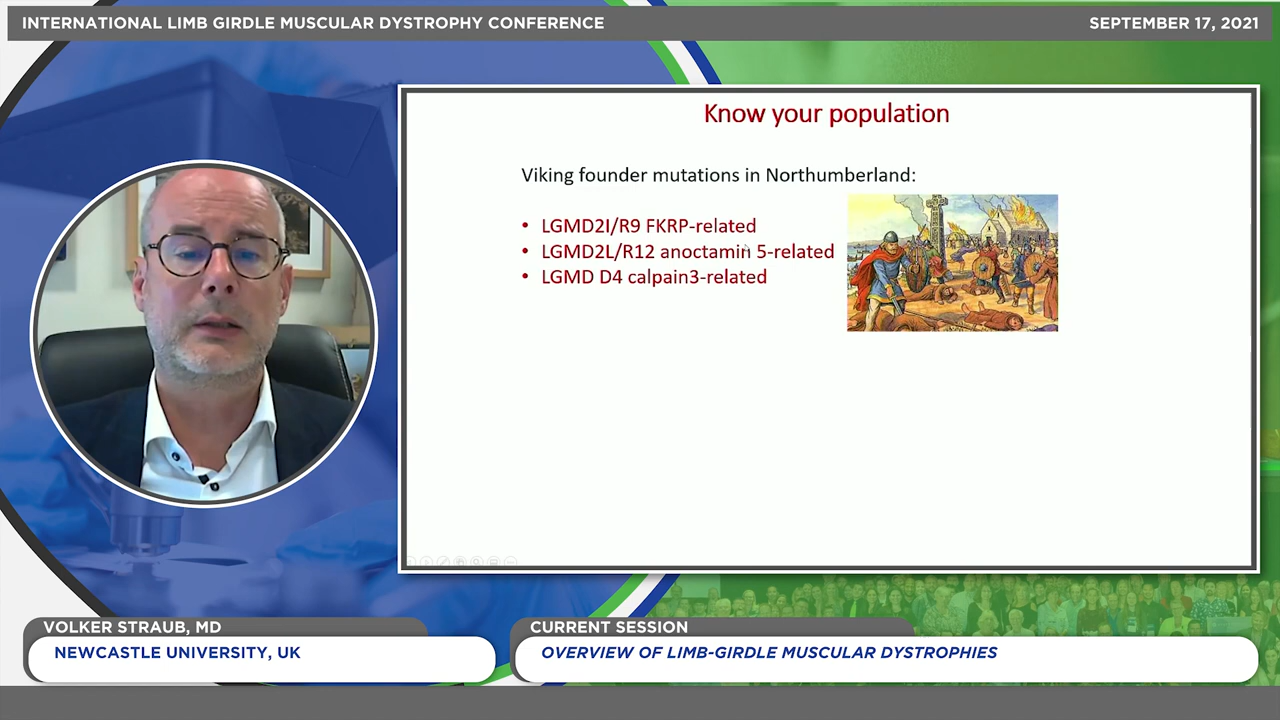 INTERNATIONAL LIMB GIRDLE MUSCULAR DYSTROPHY CONFERENCE
SEPTEMBER 17, 2021
Know your population
Viking founder mutations in Northumberland:
• LGMD2I/R9 FKRP-related
• LGMD2L/R12 anoctamin 5-related
• LGMD D4 calpain3-related
VOLKER STRAUB, MD
NEWCASTLE UNIVERSITY, UK
CURRENT SESSION
OVERVIEW OF LIMB-GIRDLE MUSCULAR DYSTROPHIES